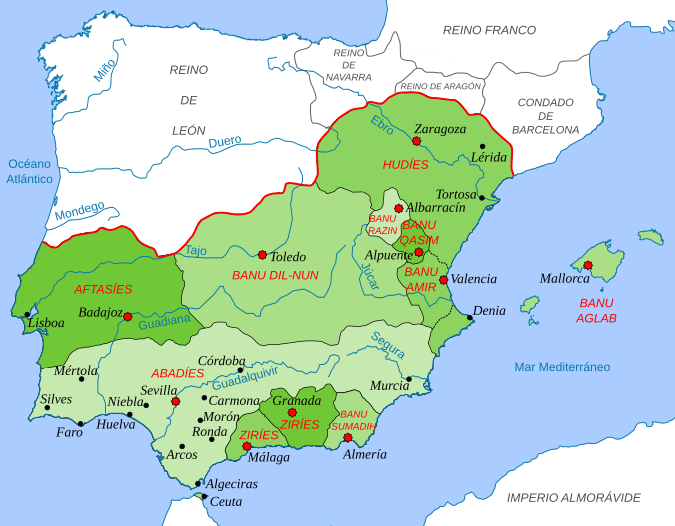 REINO FRANCO
REINO
DE
NAVARRA
Miño
REINO
DE
LEÓN
REINO DE ARAGÓN
CONDADO
DE
BARCELONA
Ebro
Zaragoza
Duero
HUDÍES
Lérida
Océano
Atlántico
Tortosa
Mondego
Albarracín
BANU
RAZIN
BANU
QASIM
Tajo
Toledo
Alpuente
BANU DIL-NUN
Júcar
BANU
AMIR
Valencia
Mallorca
AFTASÍES
BANU
AGLAB
Badajoz
Guadiana
Denia
Lisboa
Segura
Mar Mediterráneo
Córdoba
Mértola
ABADÍES
Guadalquivir
Murcia
Sevilla
Silves
Niebla
Carmona
Granada
Morón
BANU
SUMADIH
Huelva
Faro
Ronda
ZIRÍES
ZIRÍES
Arcos
Málaga
Almería
Algeciras
Ceuta
IMPERIO ALMORÁVIDE